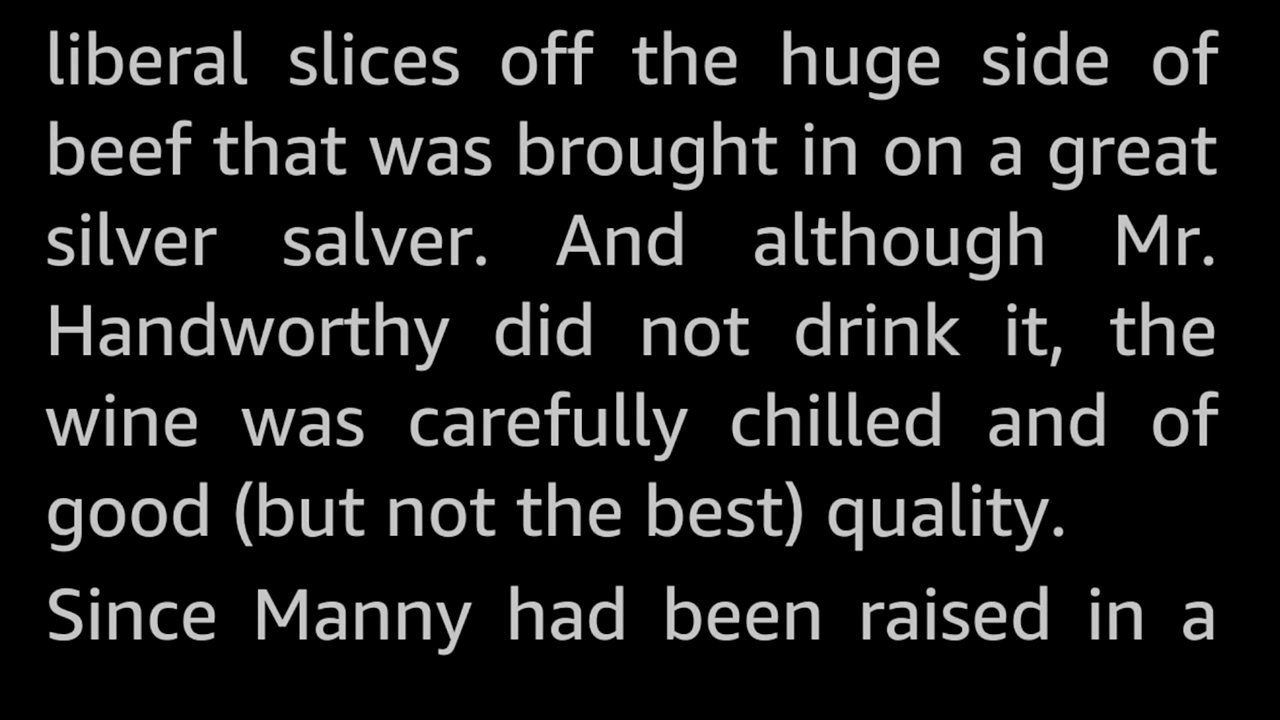 liberal slices off the huge side of
beef that was brought in on a great
silver salver. And although Mr.
Handworthy did not drink it, the
wine was carefully chilled and of
good (but not the best) quality.
Since Manny had been raised in a